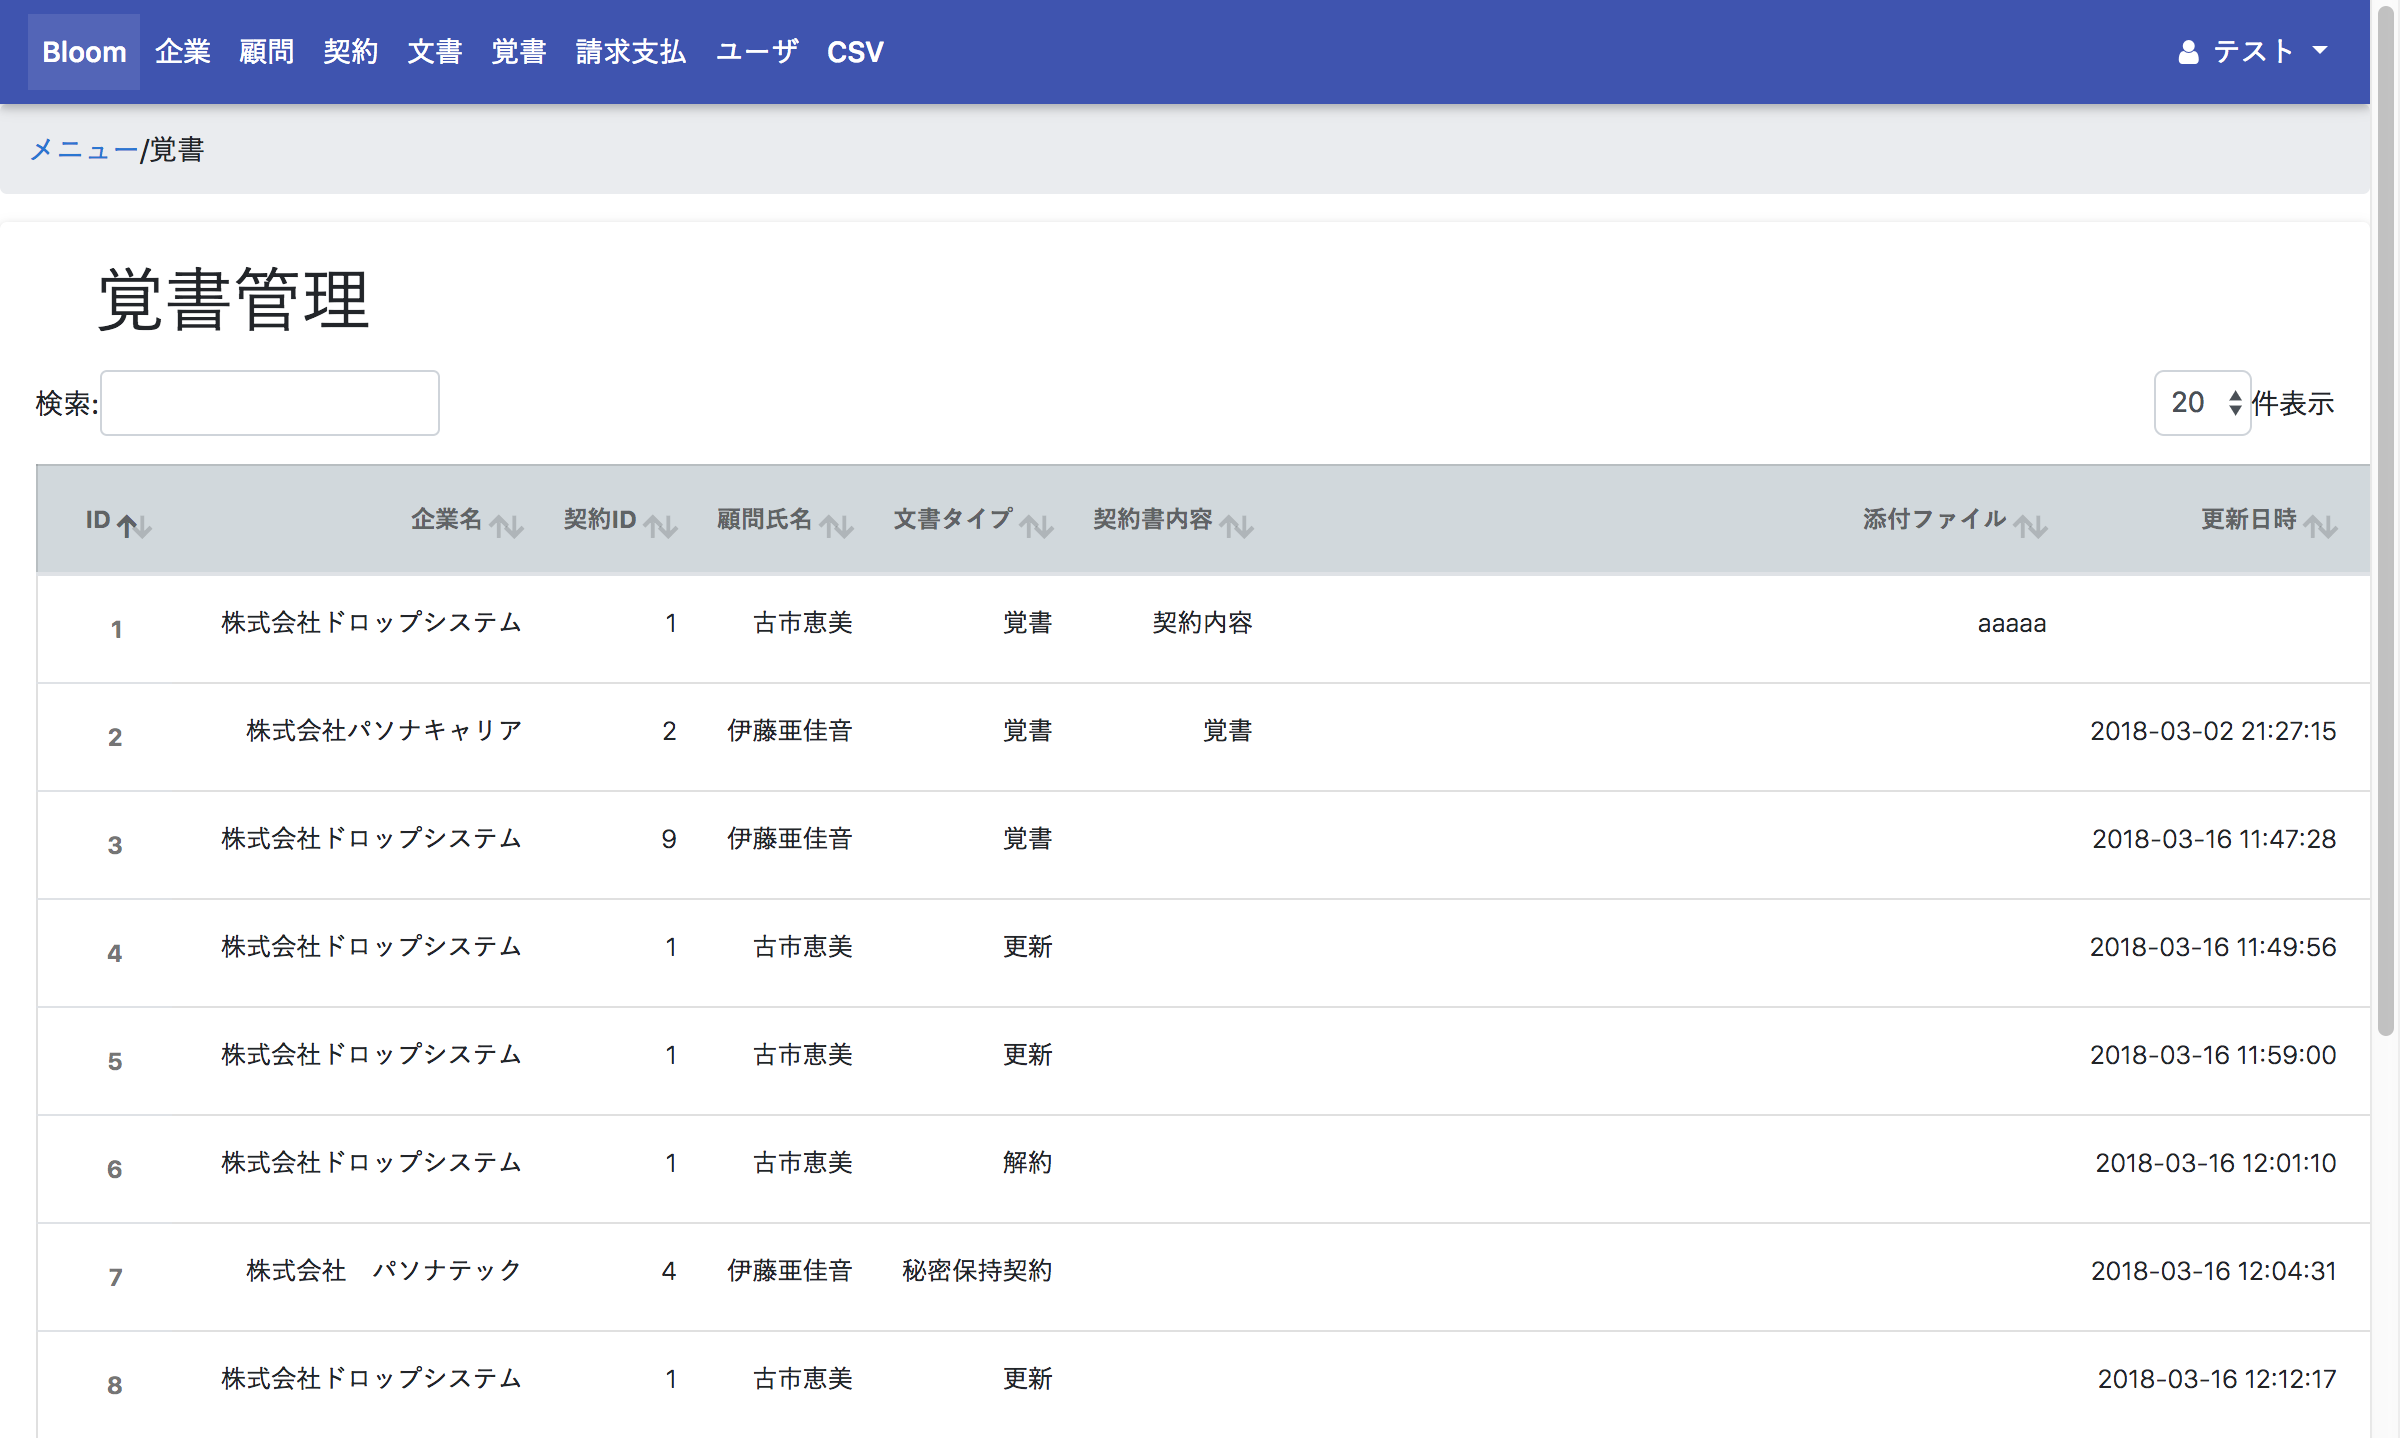 Bloom 企業 顧問 契約 文書 覚書 請求支払 ユーザ CSV テスト
メニュー/覚書
覚書管理
検索: 20 件表示
ID 企業名 契約ID 顧問氏名 文書タイプ 契約書内容 添付ファイル 更新日時
1 株式会社ドロップシステム 1 古市恵美 覚書 契約内容 aaaaa
2 株式会社パソナキャリア 2 伊藤亜佳音 覚書 覚書 2018-03-02 21:27:15
3 株式会社ドロップシステム 9 伊藤亜佳音 覚書 2018-03-16 11:47:28
4 株式会社ドロップシステム 1 古市恵美 更新 2018-03-16 11:49:56
5 株式会社ドロップシステム 1 古市恵美 更新 2018-03-16 11:59:00
6 株式会社ドロップシステム 1 古市恵美 解約 2018-03-16 12:01:10
7 株式会社　パソナテック 4 伊藤亜佳音 秘密保持契約 2018-03-16 12:04:31
8 株式会社ドロップシステム 1 古市恵美 更新 2018-03-16 12:12:17